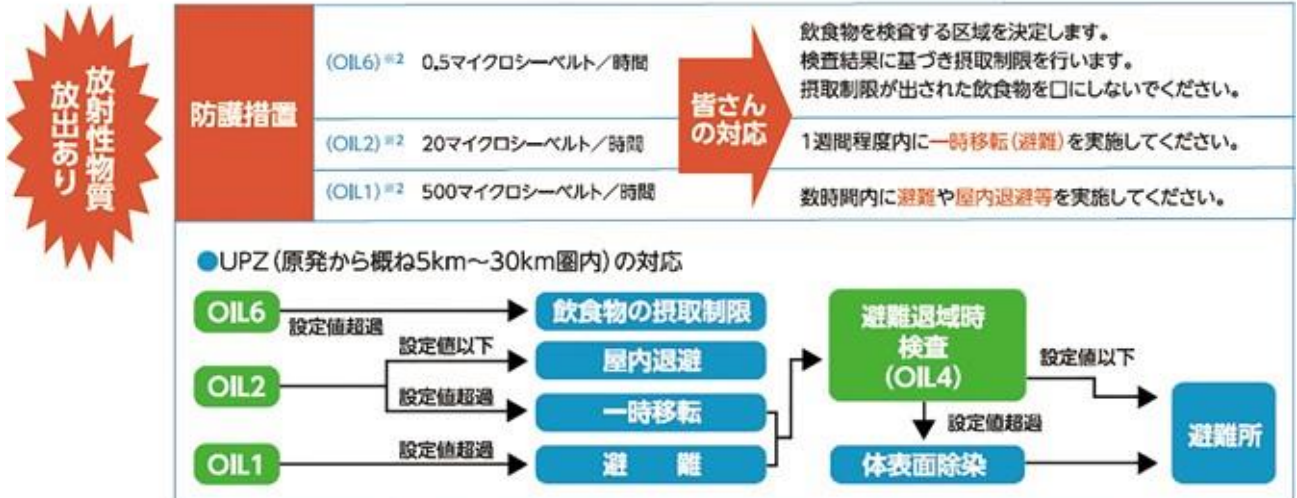 放射性物質
放出あり
防護措置
(OIL6)※2 0.5マイクロシーベルト／時間
(OIL2)※2 20マイクロシーベルト／時間
(OIL1)※2 500マイクロシーベルト／時間
皆さん
の対応
飲食物を検査する区域を決定します。
検査結果に基づき摂取制限を行います。
摂取制限が出された飲食物を口にしないでください。
1週間程度内に一時移転(避難)を実施してください。
数時間内に避難や屋内退避等を実施してください。
●UPZ(原発から概ね5km～30km圏内)の対応
OIL6
設定値超過
飲食物の摂取制限
OIL2
設定値以下
屋内退避
設定値超過
一時移転
OIL1
設定値超過
避 難
避難退域時
検査
(OIL4)
設定値以下
設定値超過
体表面除染
避難所